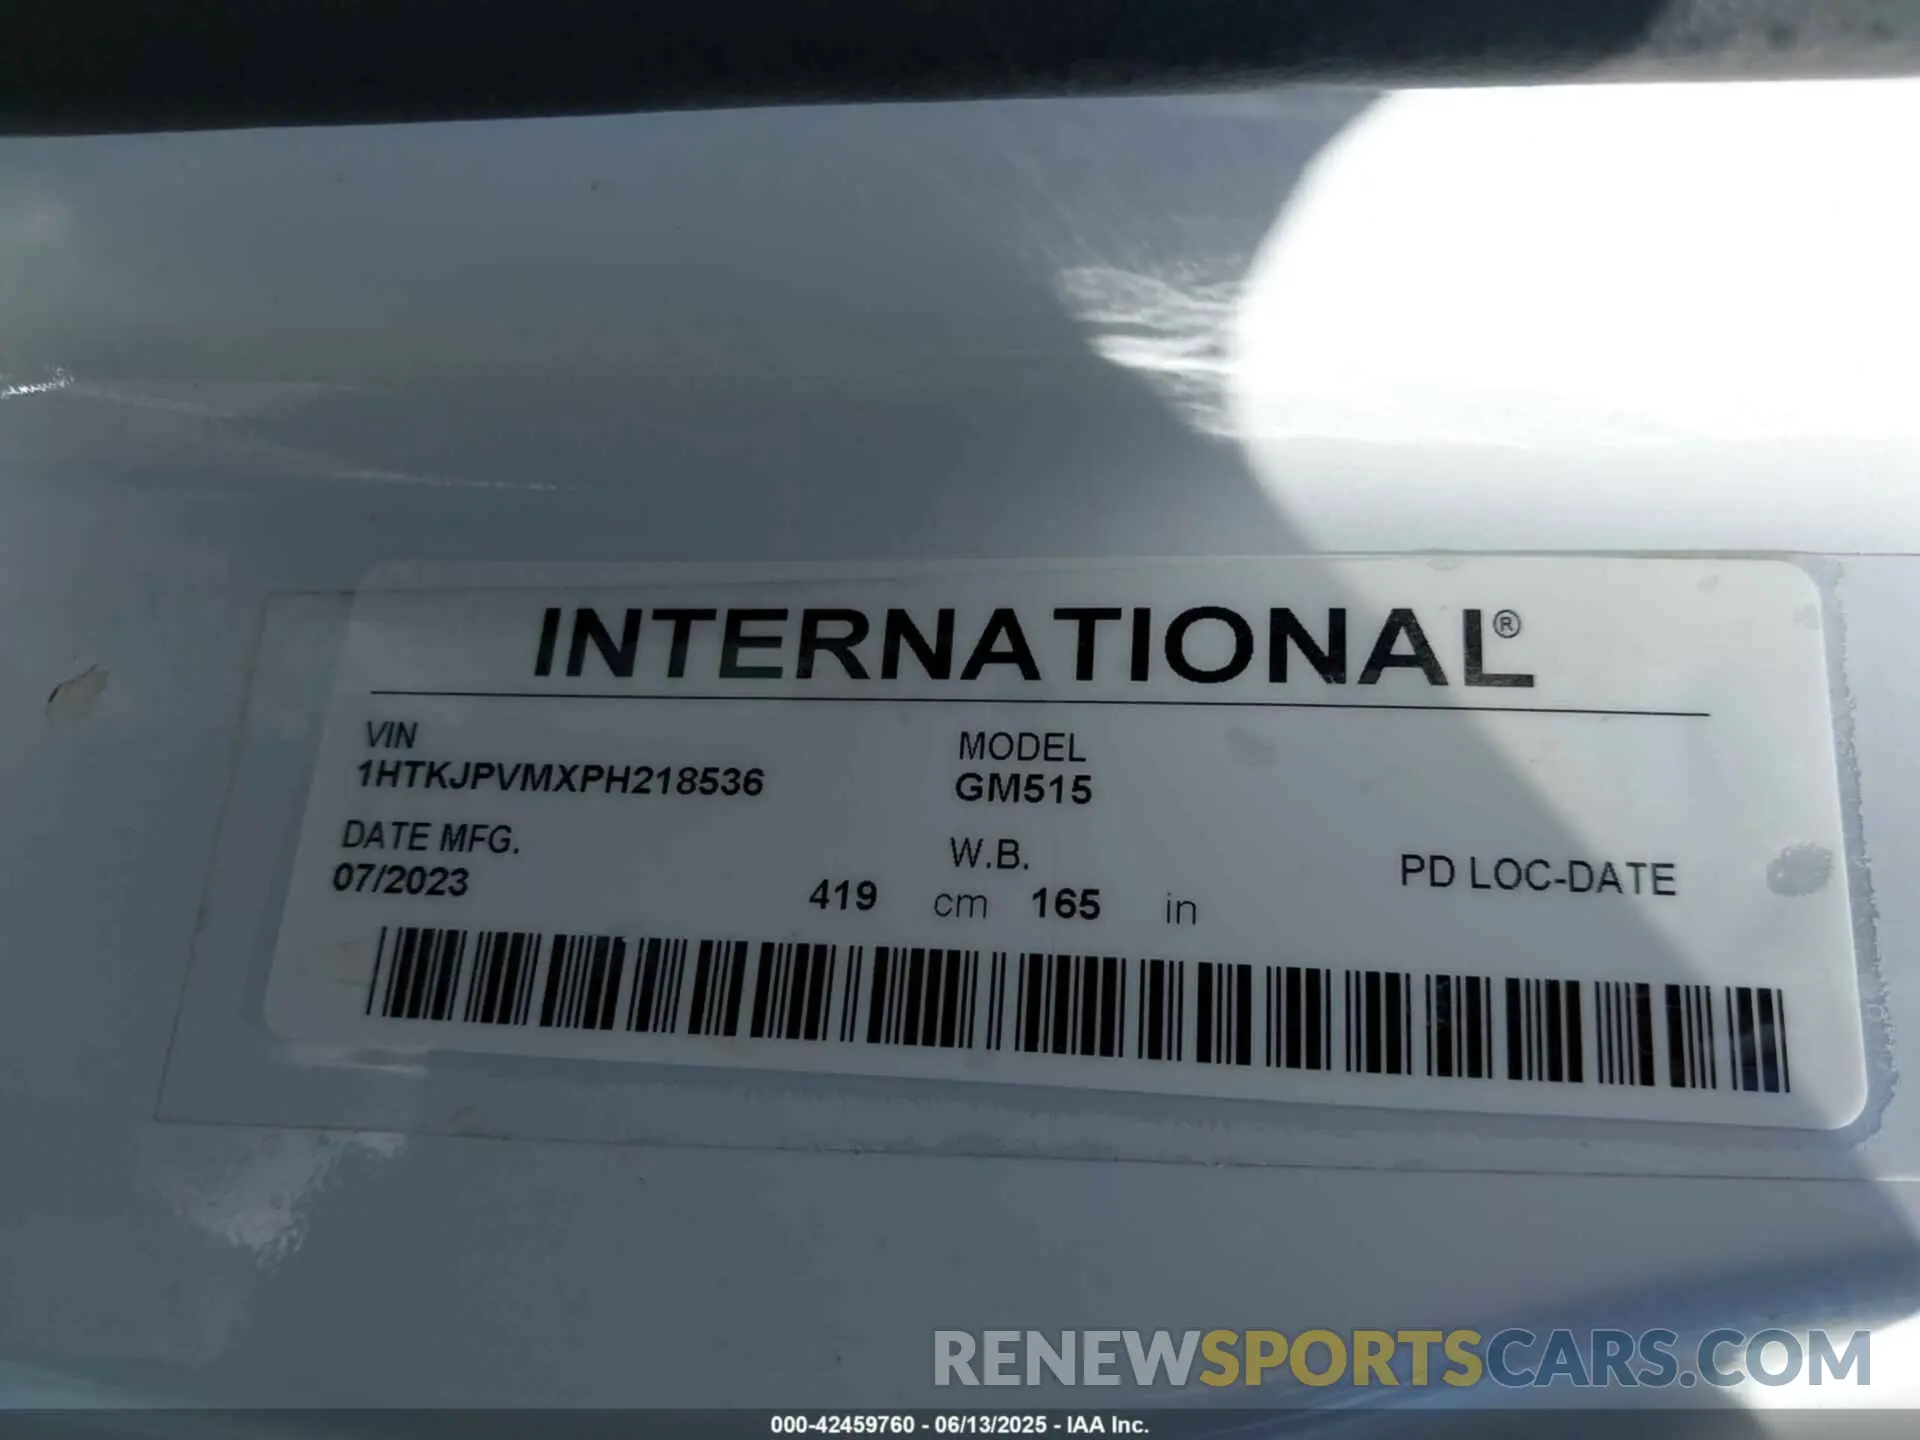 INTERNATIONAL®
VIN
1HTKJPVMXPH218536
MODEL
GM515
DATE MFG.
07/2023
W.B.
419 cm 165 in
PD LOC-DATE
RENEWSPORTSCARS.COM
000-42459760 - 06/13/2025 - IAA Inc.